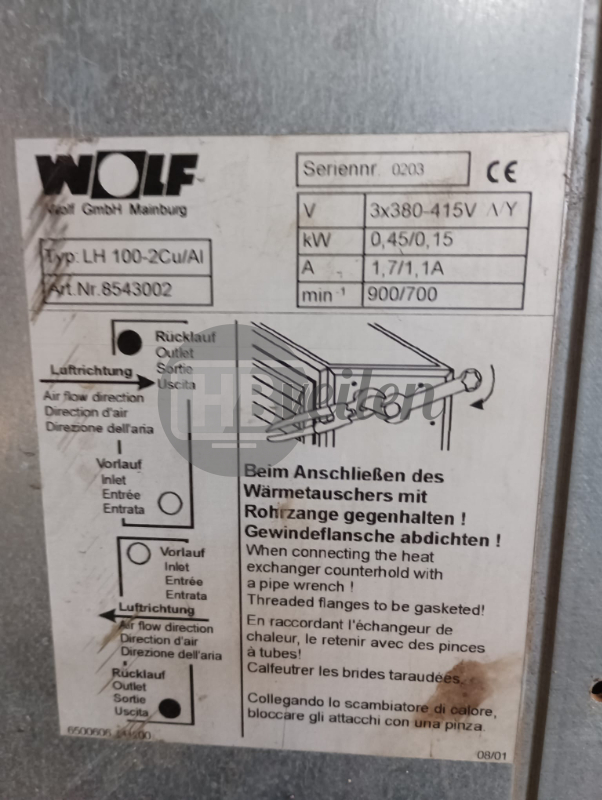 WOLF
Wolf GmbH Mainburg
Typ: LH 100-2Cu/Al
Art.Nr.8543002
Seriennr. 0203 CE
V 3x380-415V Λ/Y
kW 0,45/0,15
A 1,7/1,1A
min⁻¹ 900/700
Rücklauf
Outlet
Sortie
Uscita
Luftrichtung
Air flow direction
Direction d'air
Direzione dell'aria
Vorlauf
Inlet
Entrée
Entrata
Vorlauf
Inlet
Entrée
Entrata
Luftrichtung
Air flow direction
Direction d'air
Direzione dell'aria
Rücklauf
Outlet
Sortie
Uscita
6500606
Beim Anschließen des
Wärmetauschers mit
Rohrzange gegenhalten !
Gewindeflansche abdichten !
When connecting the heat
exchanger counterhold with
a pipe wrench !
Threaded flanges to be gasketed!
En raccordant l'échangeur de
chaleur, le retenir avec des pinces
à tubes!
Calfeutrer les brides taraudées.
Collegando lo scambiatore di calore,
bloccare gli attacchi con una pinza.
08/01